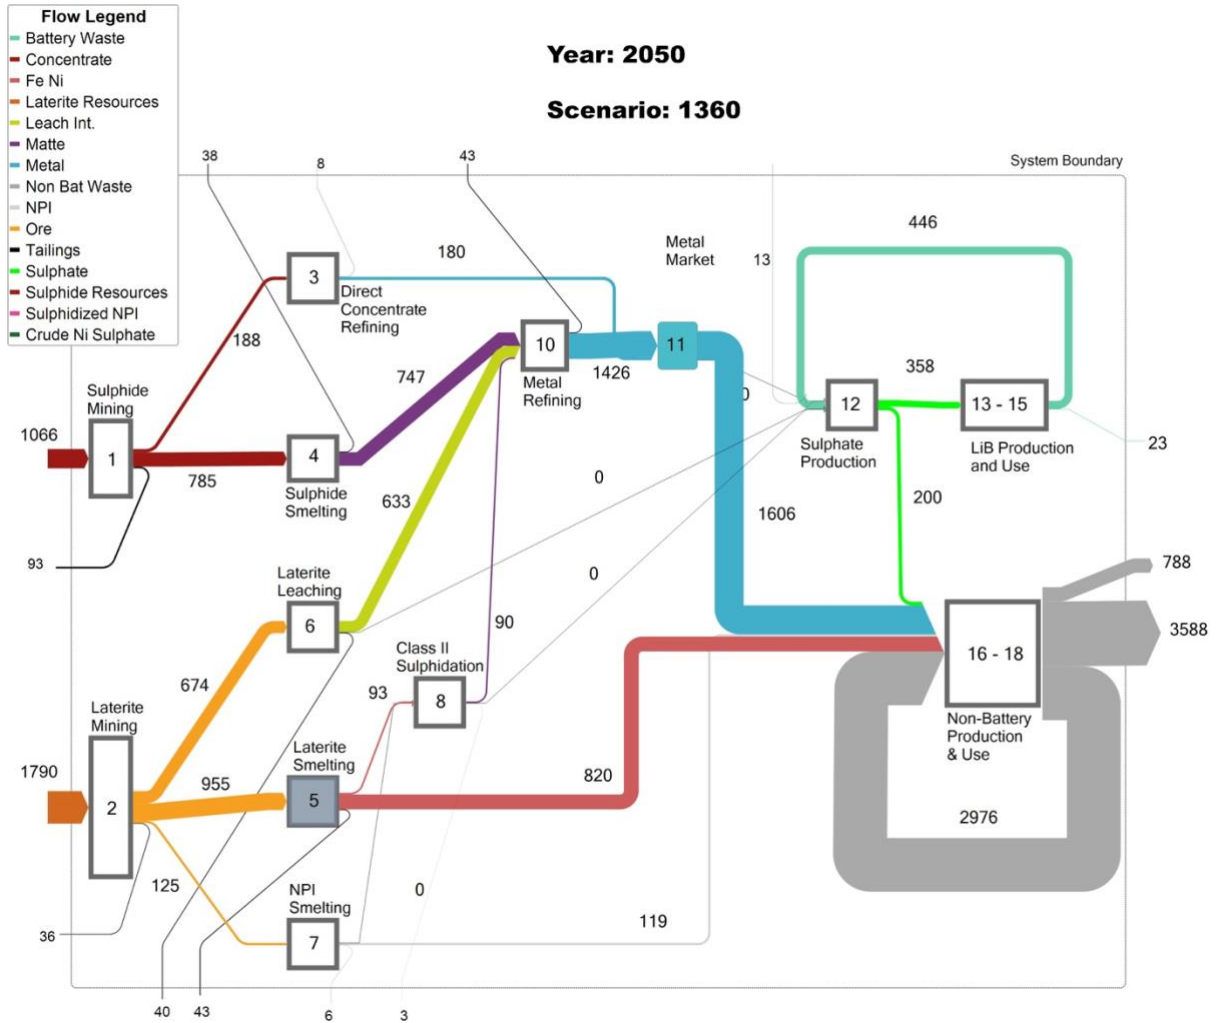 Flow Legend
Battery Waste
Concentrate
Fe Ni
Laterite Resources
Leach Int.
Matte
Metal
Non Bat Waste
NPI
Ore
Tailings
Sulphate
Sulphide Resources
Sulphidized NPI
Crude Ni Sulphate
Year: 2050
Scenario: 1360
38
8
43
System Boundary
446
180
Metal
Market
13
3
Direct
Concentrate
Refining
188
10
11
1426
Metal
Refining
747
358
0
12
13 - 15
Sulphate
Production
LiB Production
and Use
23
Sulphide
Mining
1066
1
785
4
Sulphide
Smelting
633
0
200
1606
93
788
Laterite
Leaching
6
0
90
3588
16 - 18
Non-Battery
Production
& Use
Class II
Sulphidation
93
8
674
Laterite
Mining
1790
2
955
Laterite
Smelting
5
820
2976
125
NPI
Smelting
7
0
119
36
40
43
6
3